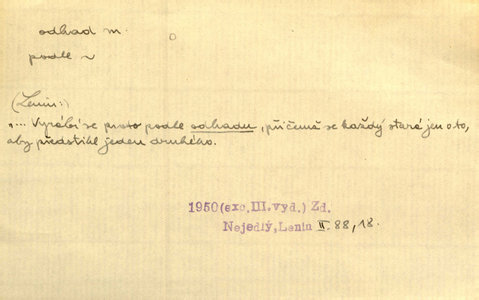 odhad m.
podle ~
(Lenin:)
„... Vyrábí se proto podle odhadu, přičemž se každý stará jen o to,
aby předstihl jeden druhého.
1950(exc.III.vyd.) Zd.
Nejedlý, Lenin II. 88, 18.